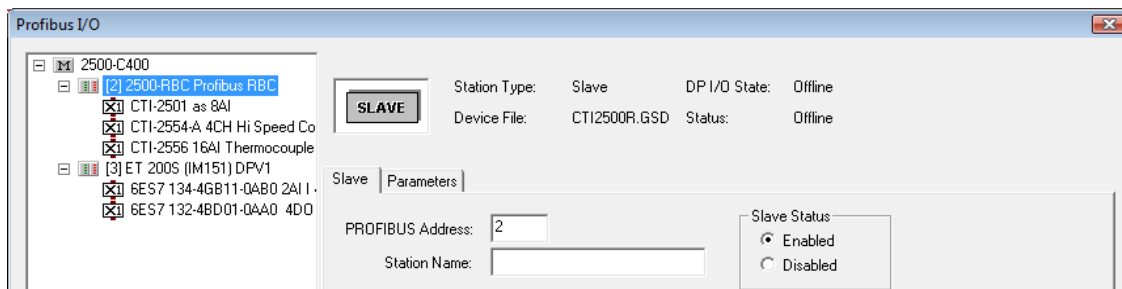 Profibus I/O
M 2500-C400
[2] 2500-RBC Profibus RBC
CTI-2501 as 8AI
CTI-2554-A 4CH Hi Speed Co
CTI-2556 16AI Thermocouple
[3] ET 200S (IM151) DPV1
6ES7 134-4GB11-0AB0 2AI I
6ES7 132-4BD01-0AA0 4DO
SLAVE
Station Type: Slave DP I/O State: Offline
Device File: CTI2500R.GSD Status: Offline
Slave Parameters
PROFIBUS Address: 2
Station Name:
Slave Status
Enabled
Disabled